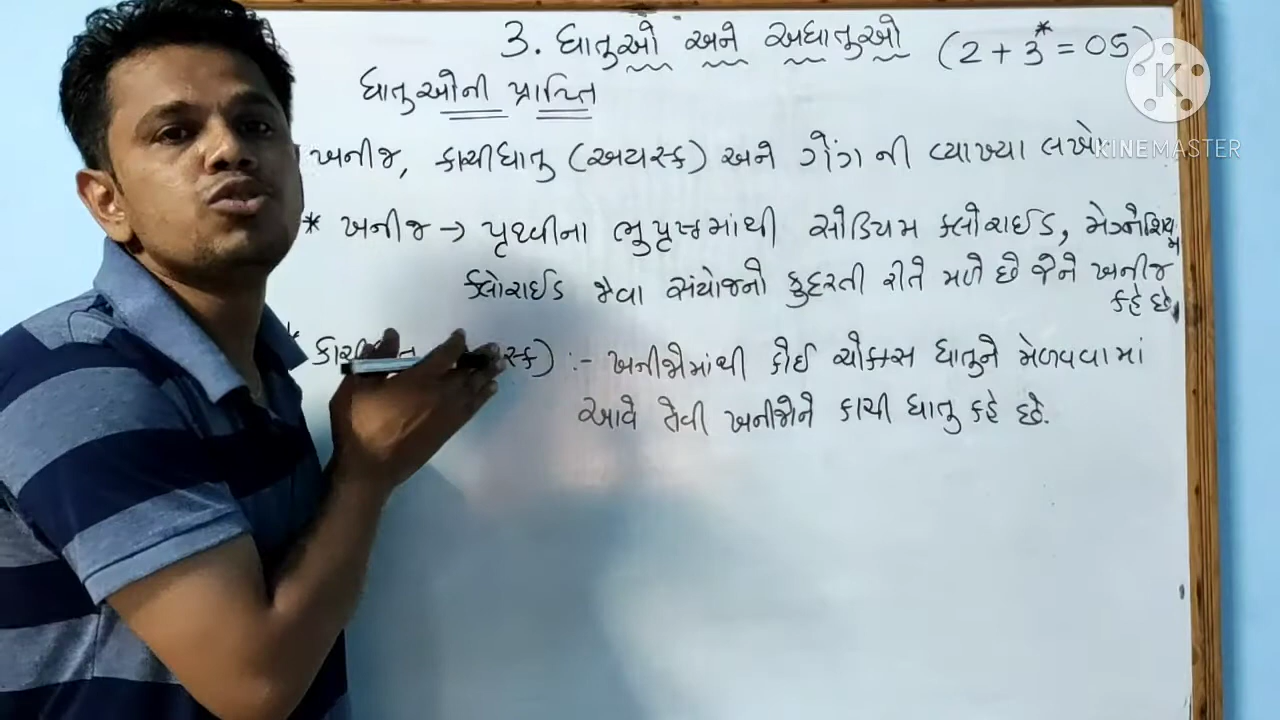 3. ધાતુઓ અને અધાતુઓ (2 + 3* = 05)
ધાતુઓની પ્રાપ્તિ
ખનીજ, કાચીધાતુ (અયસ્ક) અને ગેંગ ની વ્યાખ્યા લખો
* ખનીજ → પૃથ્વીના ભુપૃષ્ઠમાંથી સોડિયમ ક્લોરાઈડ, મેગ્નેશિયમ
ક્લોરાઈડ જેવા સંયોજનો કુદરતી રીતે મળે છે જેને ખનીજ
કહે છે.
* :- ખનીજોમાંથી કોઈ ચોક્કસ ધાતુને મેળવવામાં
આવે તેવી ખનીજોને કાચી ધાતુ કહે છે.
K
KINEMASTER